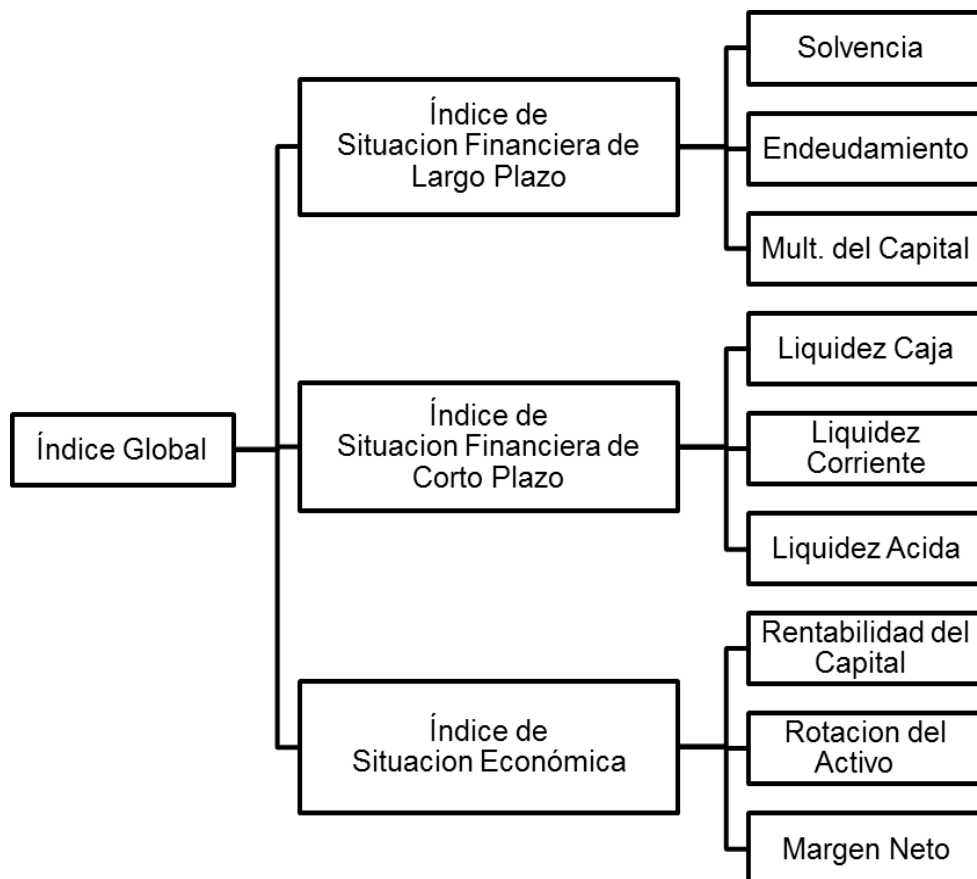 Solvencia
Índice de
Situacion Financiera de
Largo Plazo
Endeudamiento
Mult. del Capital
Liquidez Caja
Índice Global
Índice de
Situacion Financiera de
Corto Plazo
Liquidez
Corriente
Liquidez Acida
Rentabilidad del
Capital
Índice de
Situacion Económica
Rotacion del
Activo
Margen Neto